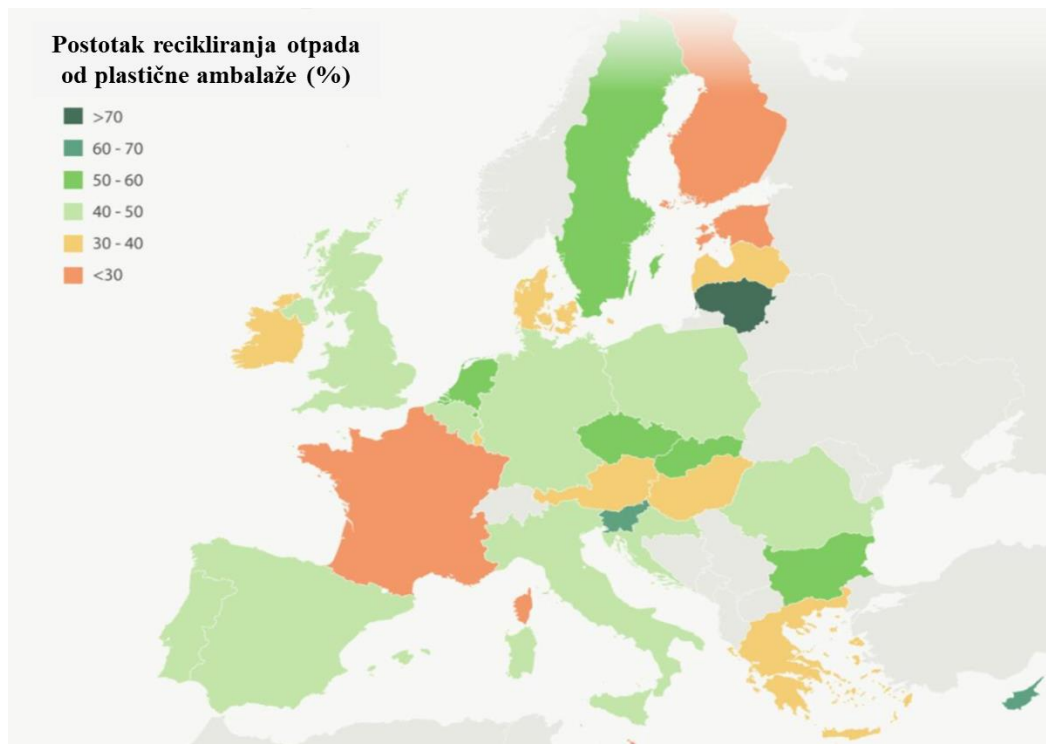 Postotak recikliranja otpada
od plastične ambalaže (%)
>70
60 - 70
50 - 60
40 - 50
30 - 40
<30